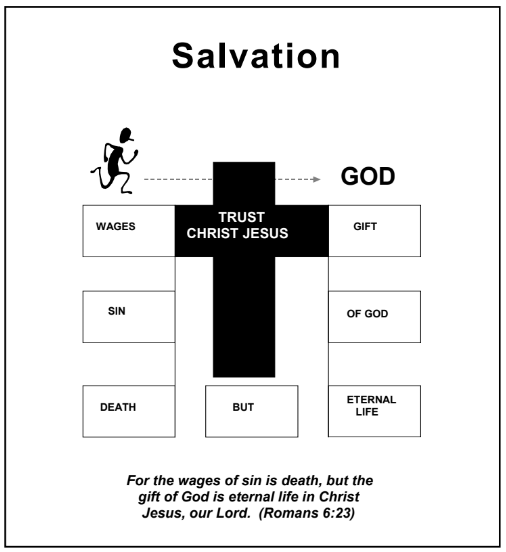 Salvation
GOD
WAGES
TRUST
CHRIST JESUS
GIFT
SIN
OF GOD
DEATH
BUT
ETERNAL
LIFE
For the wages of sin is death, but the
gift of God is eternal life in Christ
Jesus, our Lord. (Romans 6:23)